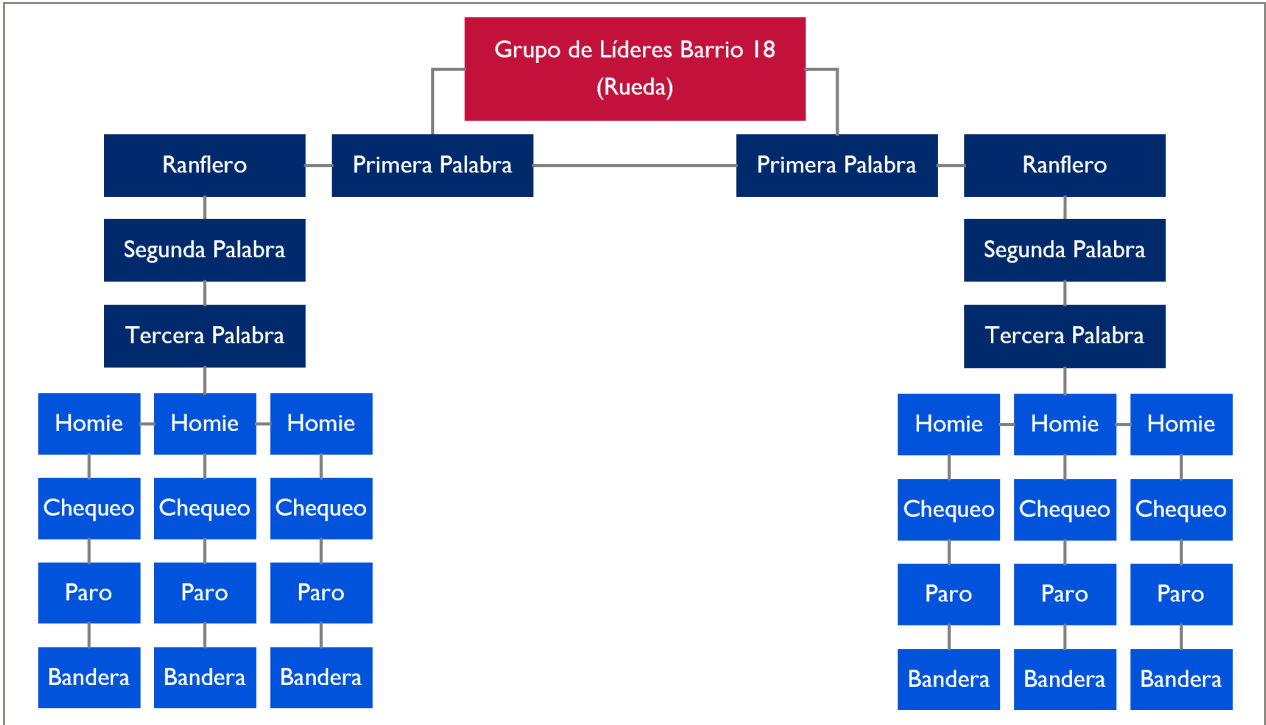 Grupo de Líderes Barrio 18
(Rueda)
Ranflero
Primera Palabra
Primera Palabra
Ranflero
Segunda Palabra
Segunda Palabra
Tercera Palabra
Tercera Palabra
Homie
Homie
Homie
Homie
Homie
Homie
Chequeo
Chequeo
Chequeo
Chequeo
Chequeo
Chequeo
Paro
Paro
Paro
Paro
Paro
Paro
Bandera
Bandera
Bandera
Bandera
Bandera
Bandera